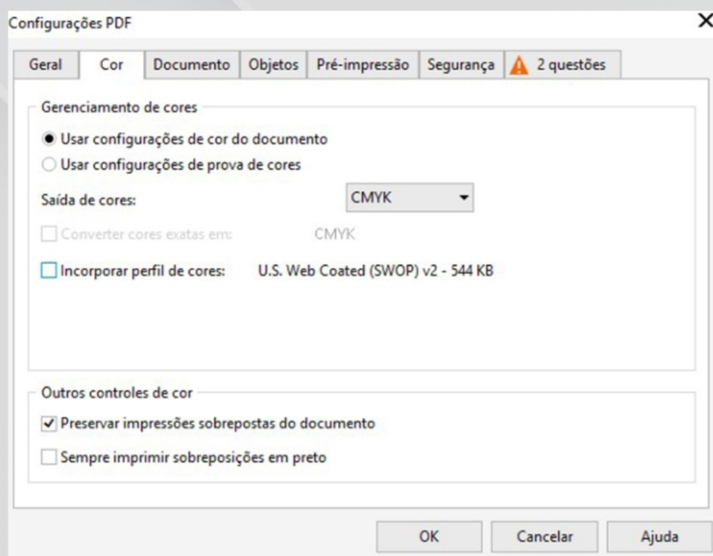 Configurações PDF
Geral Cor Documento Objetos Pré-impressão Segurança 2 questões
Gerenciamento de cores
Usar configurações de cor do documento
Usar configurações de prova de cores
Saída de cores: CMYK
Converter cores exatas em: CMYK
Incorporar perfil de cores: U.S. Web Coated (SWOP) v2 - 544 KB
Outros controles de cor
Preservar impressões sobrepostas do documento
Sempre imprimir sobreposições em preto
OK Cancelar Ajuda